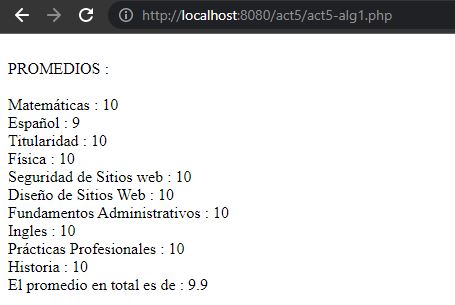 http://localhost:8080/act5/act5-alg1.php
PROMEDIOS :
Matemáticas : 10
Español : 9
Titularidad : 10
Física : 10
Seguridad de Sitios web : 10
Diseño de Sitios Web : 10
Fundamentos Administrativos : 10
Ingles : 10
Prácticas Profesionales : 10
Historia : 10
El promedio en total es de : 9.9